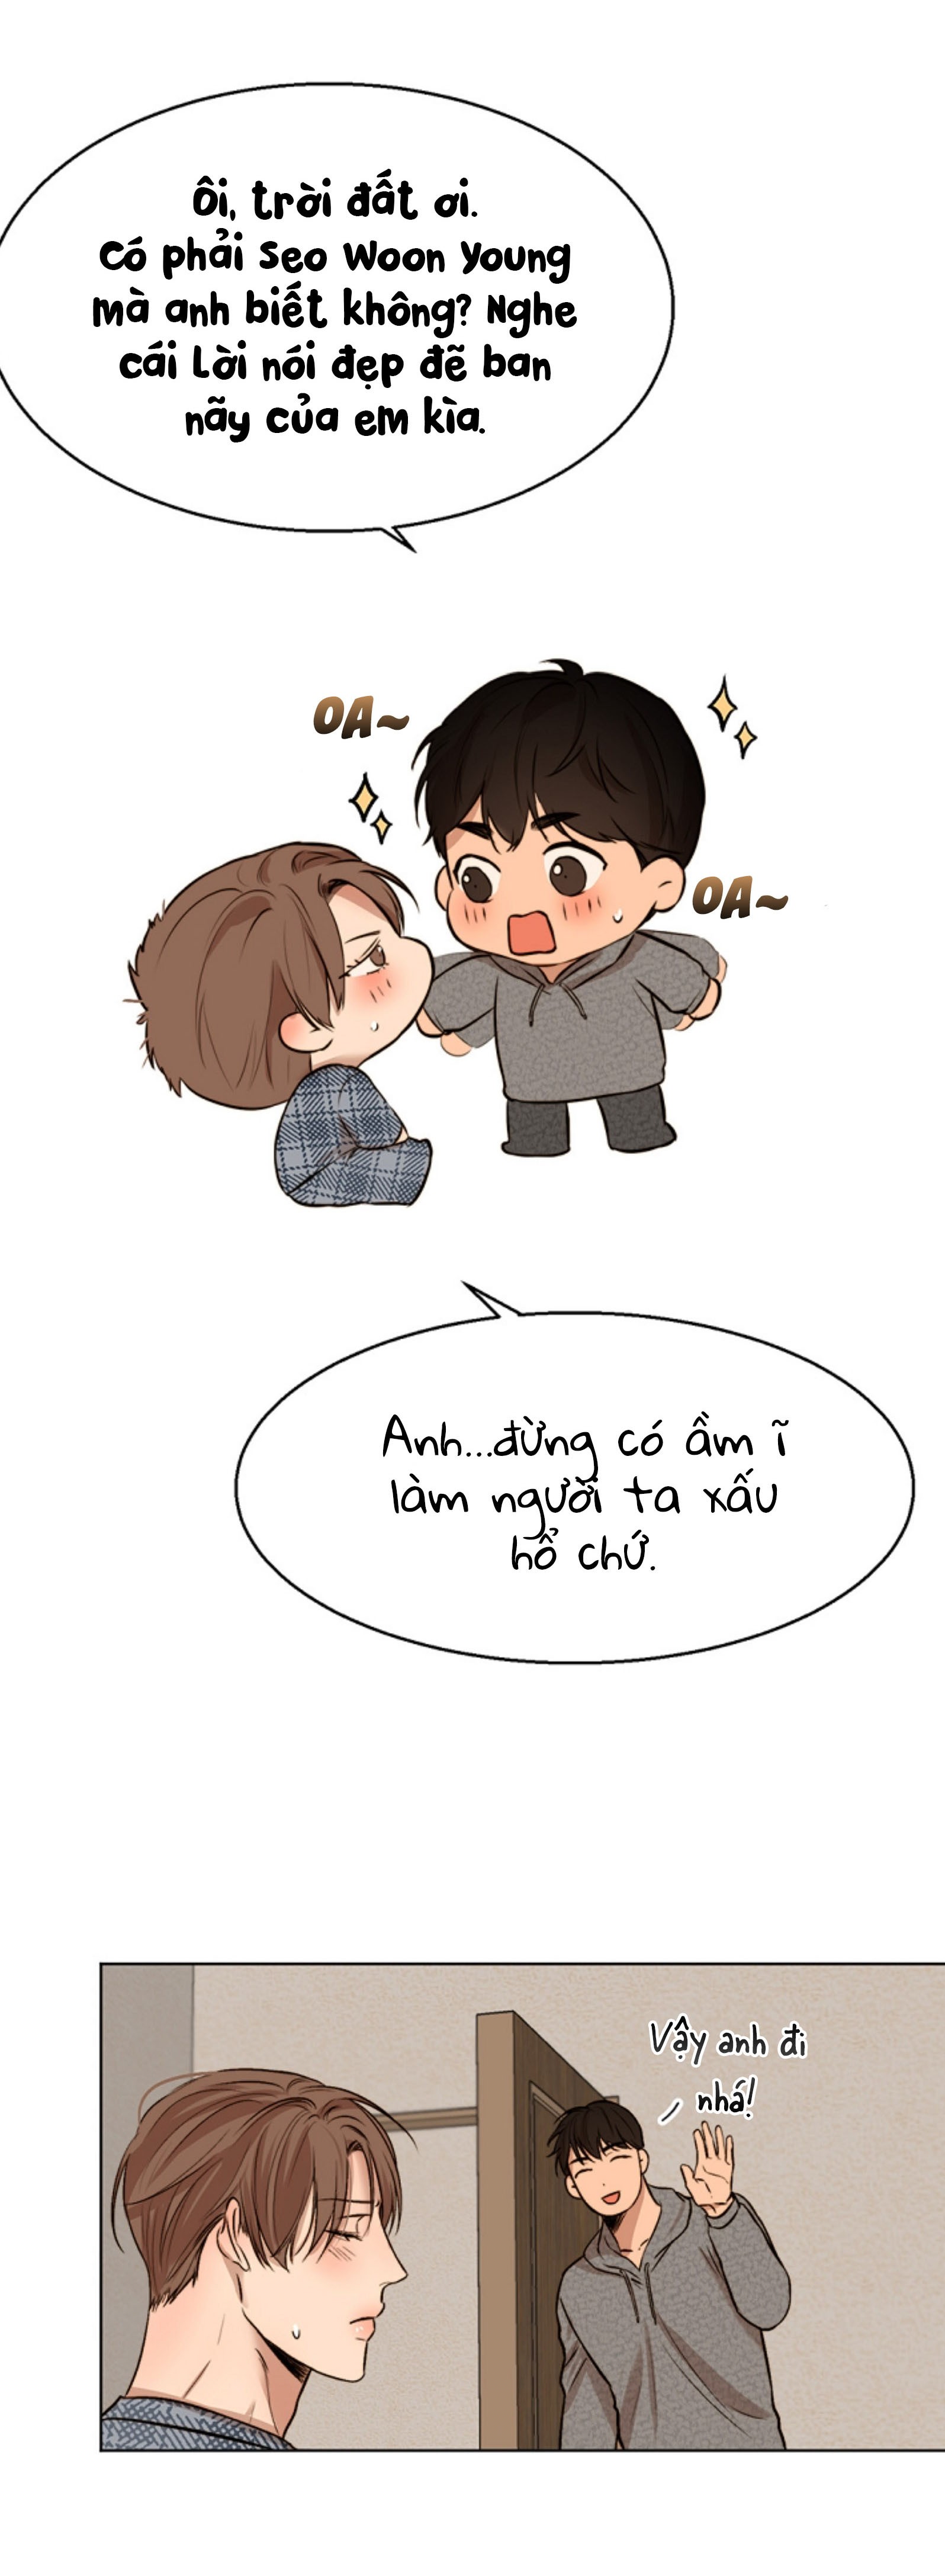 Ôi, trời đất ơi.
Có phải Seo Woon Young
mà anh biết không? Nghe
cái lời nói đẹp đẽ ban
nãy của em kìa.
OA~
OA~
Anh...đừng có ầm ĩ
làm người ta xấu
hổ chứ.
Vậy anh đi
nhá!